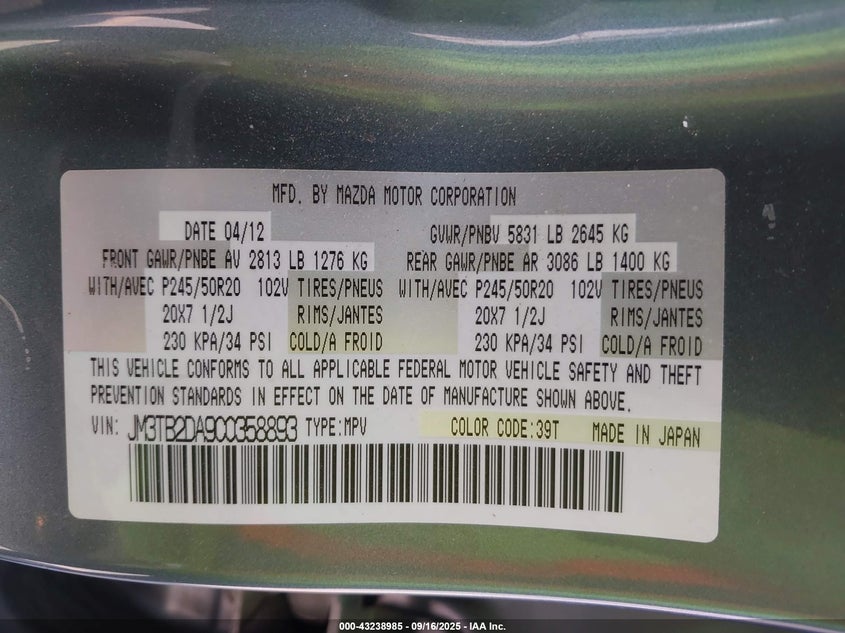 MFD. BY MAZDA MOTOR CORPORATION
DATE 04/12 GVWR/PNBV 5831 LB 2645 KG
FRONT GAWR/PNBE AV 2813 LB 1276 KG REAR GAWR/PNBE AR 3086 LB 1400 KG
WITH/AVEC P245/50R20 102V TIRES/PNEUS WITH/AVEC P245/50R20 102V TIRES/PNEUS
20X7 1/2J RIMS/JANTES 20X7 1/2J RIMS/JANTES
230 KPA/34 PSI COLD/A FROID 230 KPA/34 PSI COLD/A FROID
THIS VEHICLE CONFORMS TO ALL APPLICABLE FEDERAL MOTOR VEHICLE SAFETY AND THEFT
PREVENTION STANDARDS IN EFFECT ON THE DATE OF MANUFACTURE SHOWN ABOVE.
VIN: JM3TB2DA9C0358893 TYPE:MPV COLOR CODE:39T MADE IN JAPAN
000-43238985 - 09/16/2025 - IAA Inc.